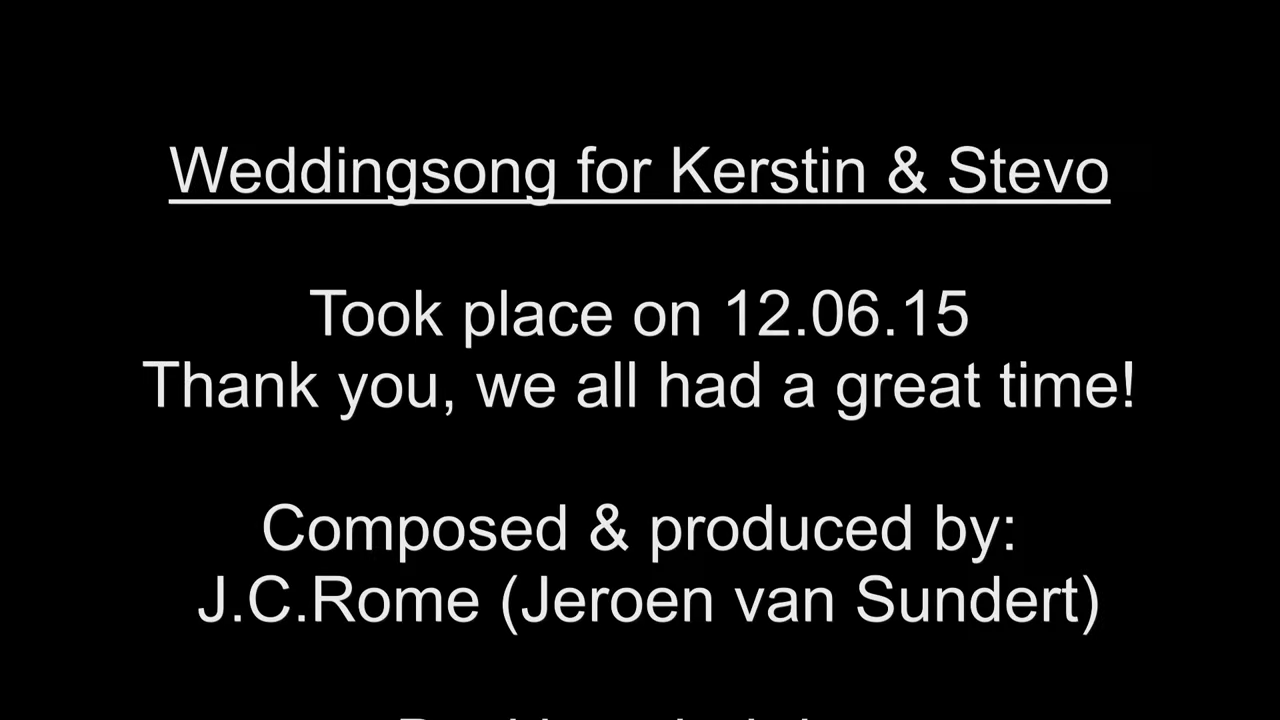 Weddingsong for Kerstin & Stevo
Took place on 12.06.15
Thank you, we all had a great time!
Composed & produced by:
J.C.Rome (Jeroen van Sundert)